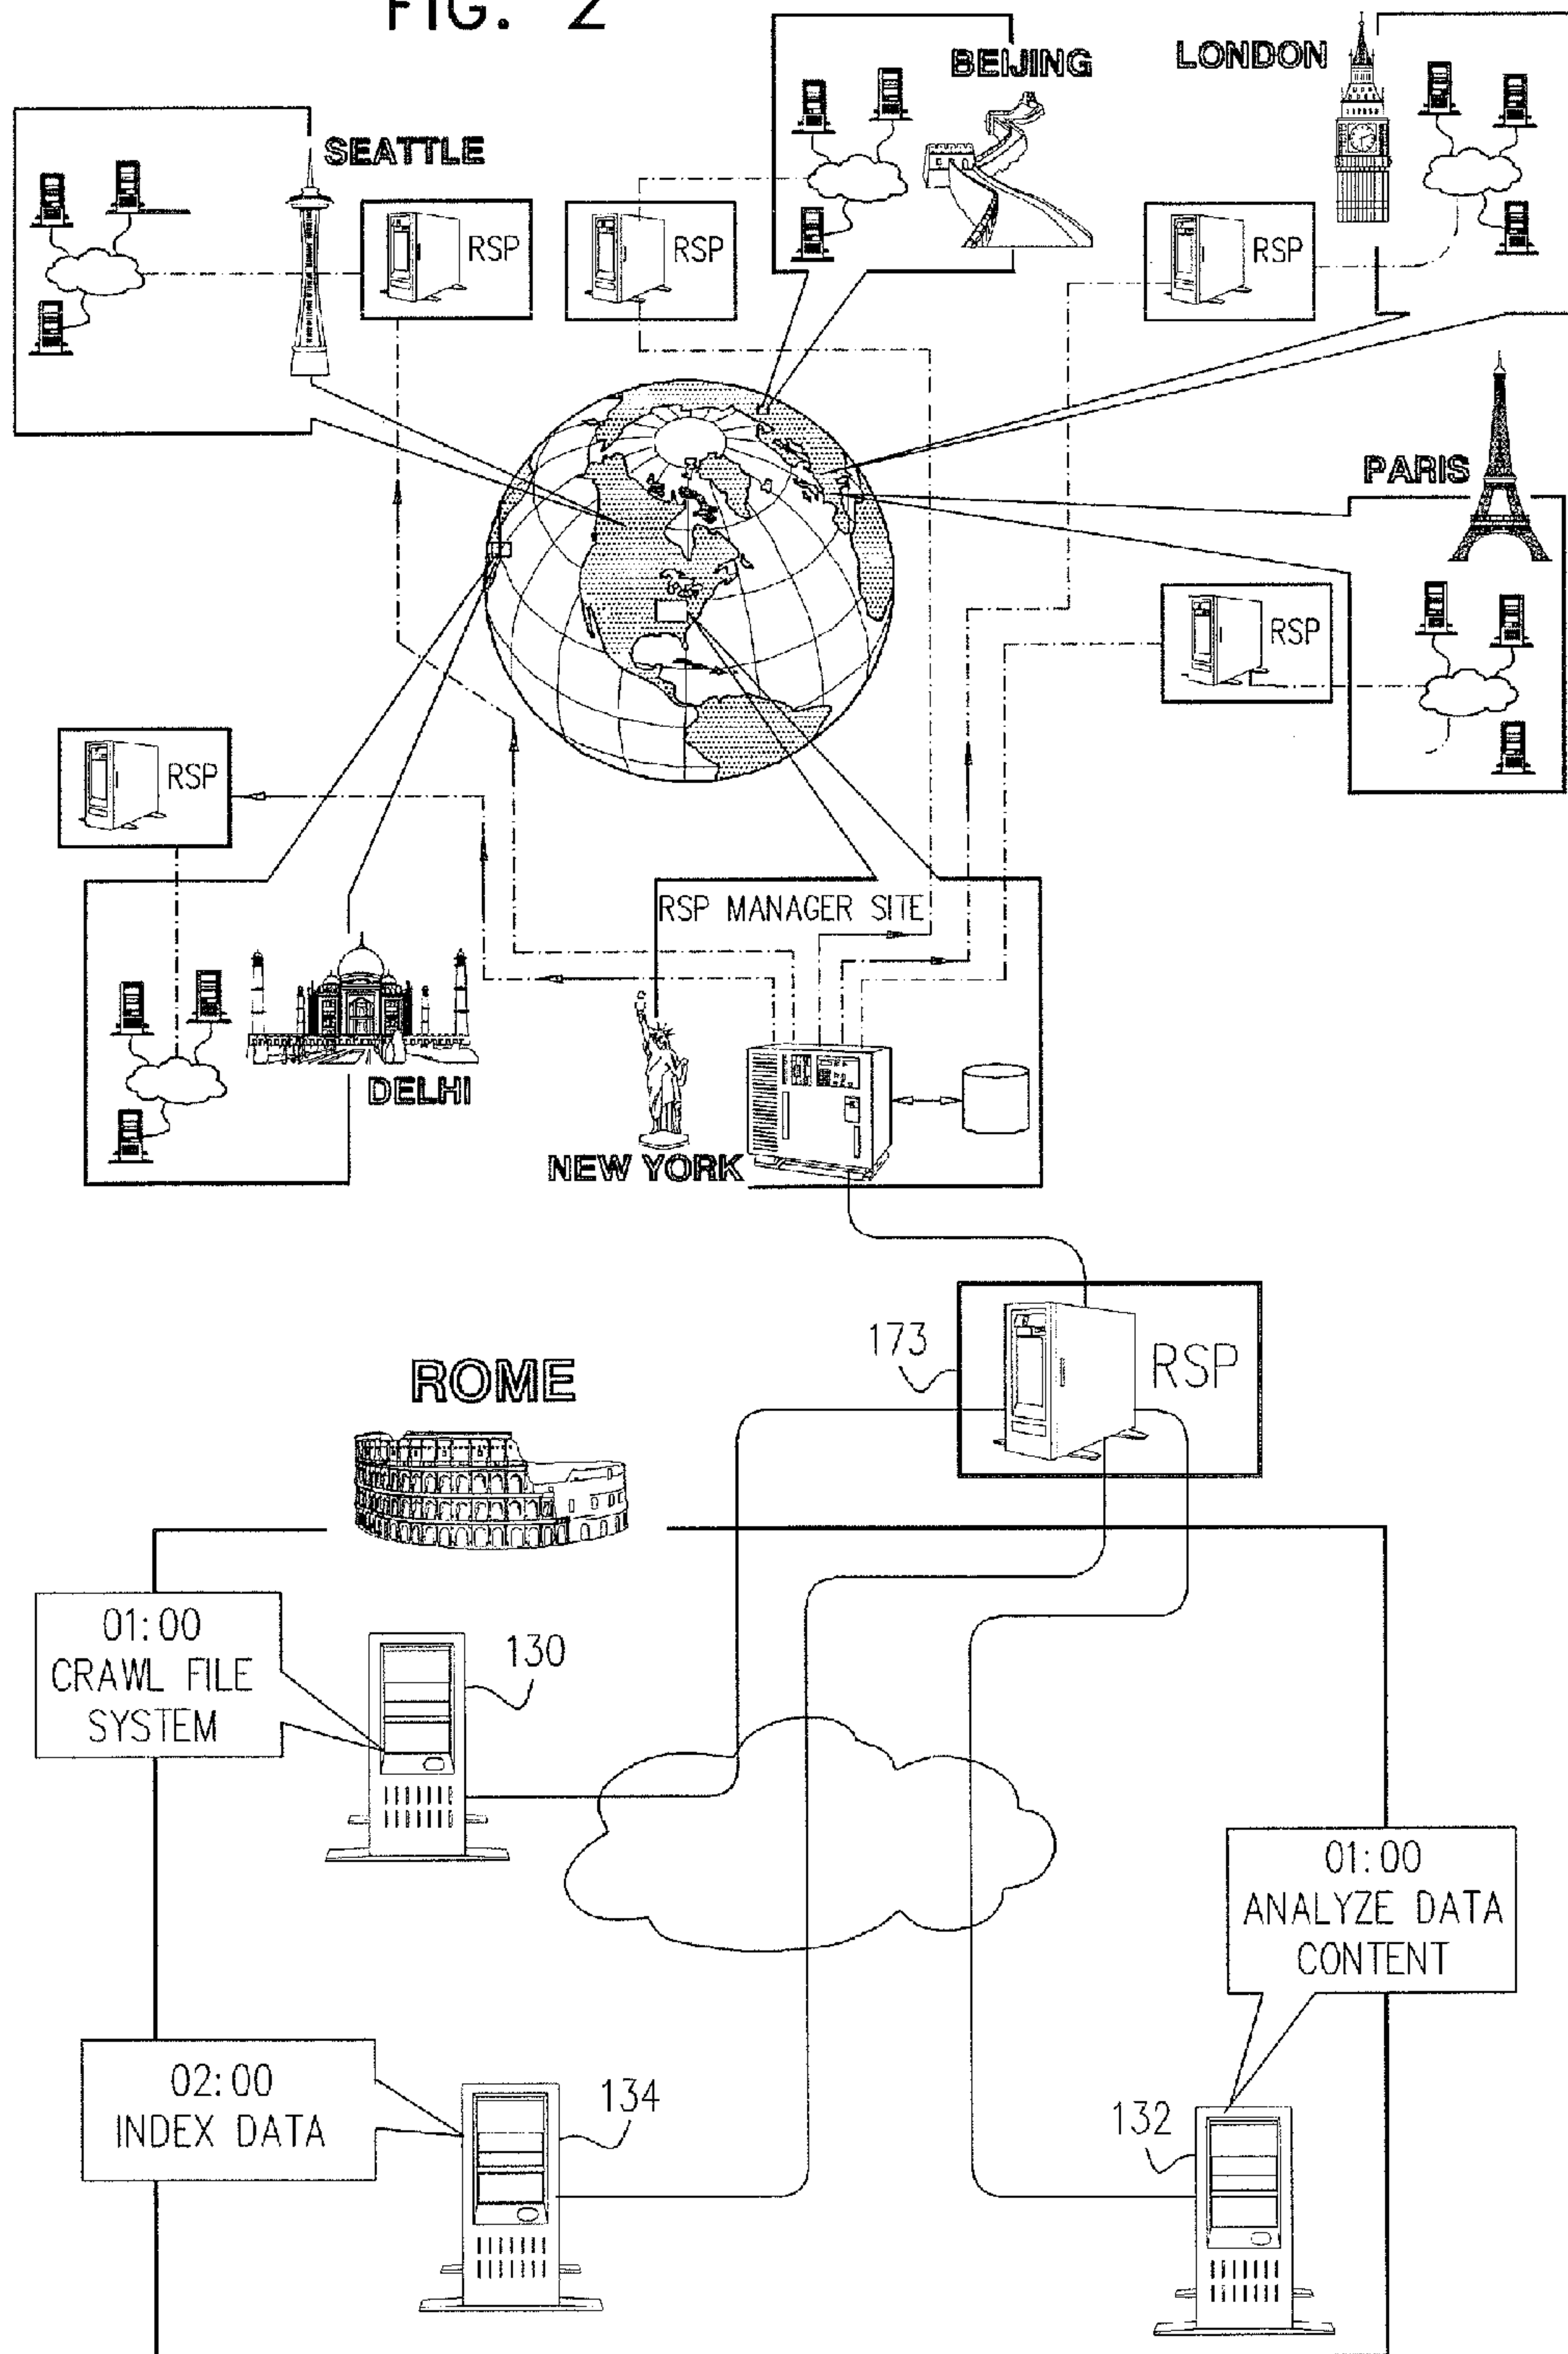 FIG. 2
BEIJING
LONDON
SEATTLE
RSP
RSP
RSP
PARIS
RSP
RSP
RSP MANAGER SITE
DELHI
NEW YORK
173
RSP
ROME
01:00
CRAWL FILE
SYSTEM
130
01:00
ANALYZE DATA
CONTENT
02:00
INDEX DATA
134
132